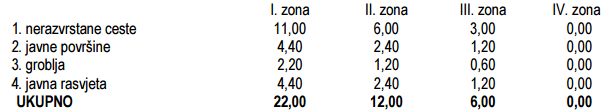 I. zona II. zona III. zona IV. zona
1. nerazvrstane ceste 11,00 6,00 3,00 0,00
2. javne površine 4,40 2,40 1,20 0,00
3. groblja 2,20 1,20 0,60 0,00
4. javna rasvjeta 4,40 2,40 1,20 0,00
UKUPNO 22,00 12,00 6,00 0,00